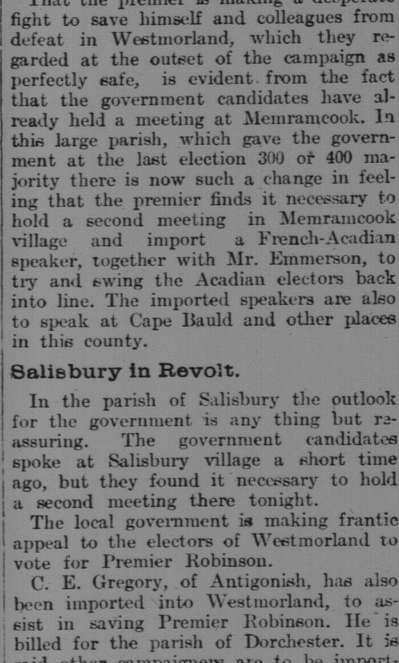 That the premier is making a desperate
fight to save himself and colleagues from
defeat in Westmorland, which they re-
garded at the outset of the campaign as
perfectly safe, is evident from the fact
that the government candidates have al-
ready held a meeting at Memramcook. In
this large parish, which gave the govern-
ment at the last election 300 or 400 ma-
jority there is now such a change in feel-
ing that the premier finds it necessary to
hold a second meeting in Memramcook
village and import a French-Acadian
speaker, together with Mr. Emmerson, to
try and swing the Acadian electors back
into line. The imported speakers are also
to speak at Cape Bauld and other places
in this county.
Salisbury in Revolt.
In the parish of Salisbury the outlook
for the government is any thing but re-
assuring. The government candidates
spoke at Salisbury village a short time
ago, but they found it necessary to hold
a second meeting there tonight.
The local government is making frantic
appeal to the electors of Westmorland to
vote for Premier Robinson.
C. E. Gregory, of Antigonish, has also
been imported into Westmorland, to as-
sist in saving Premier Robinson. He is
billed for the parish of Dorchester. It is
said other campaigners are to be import-